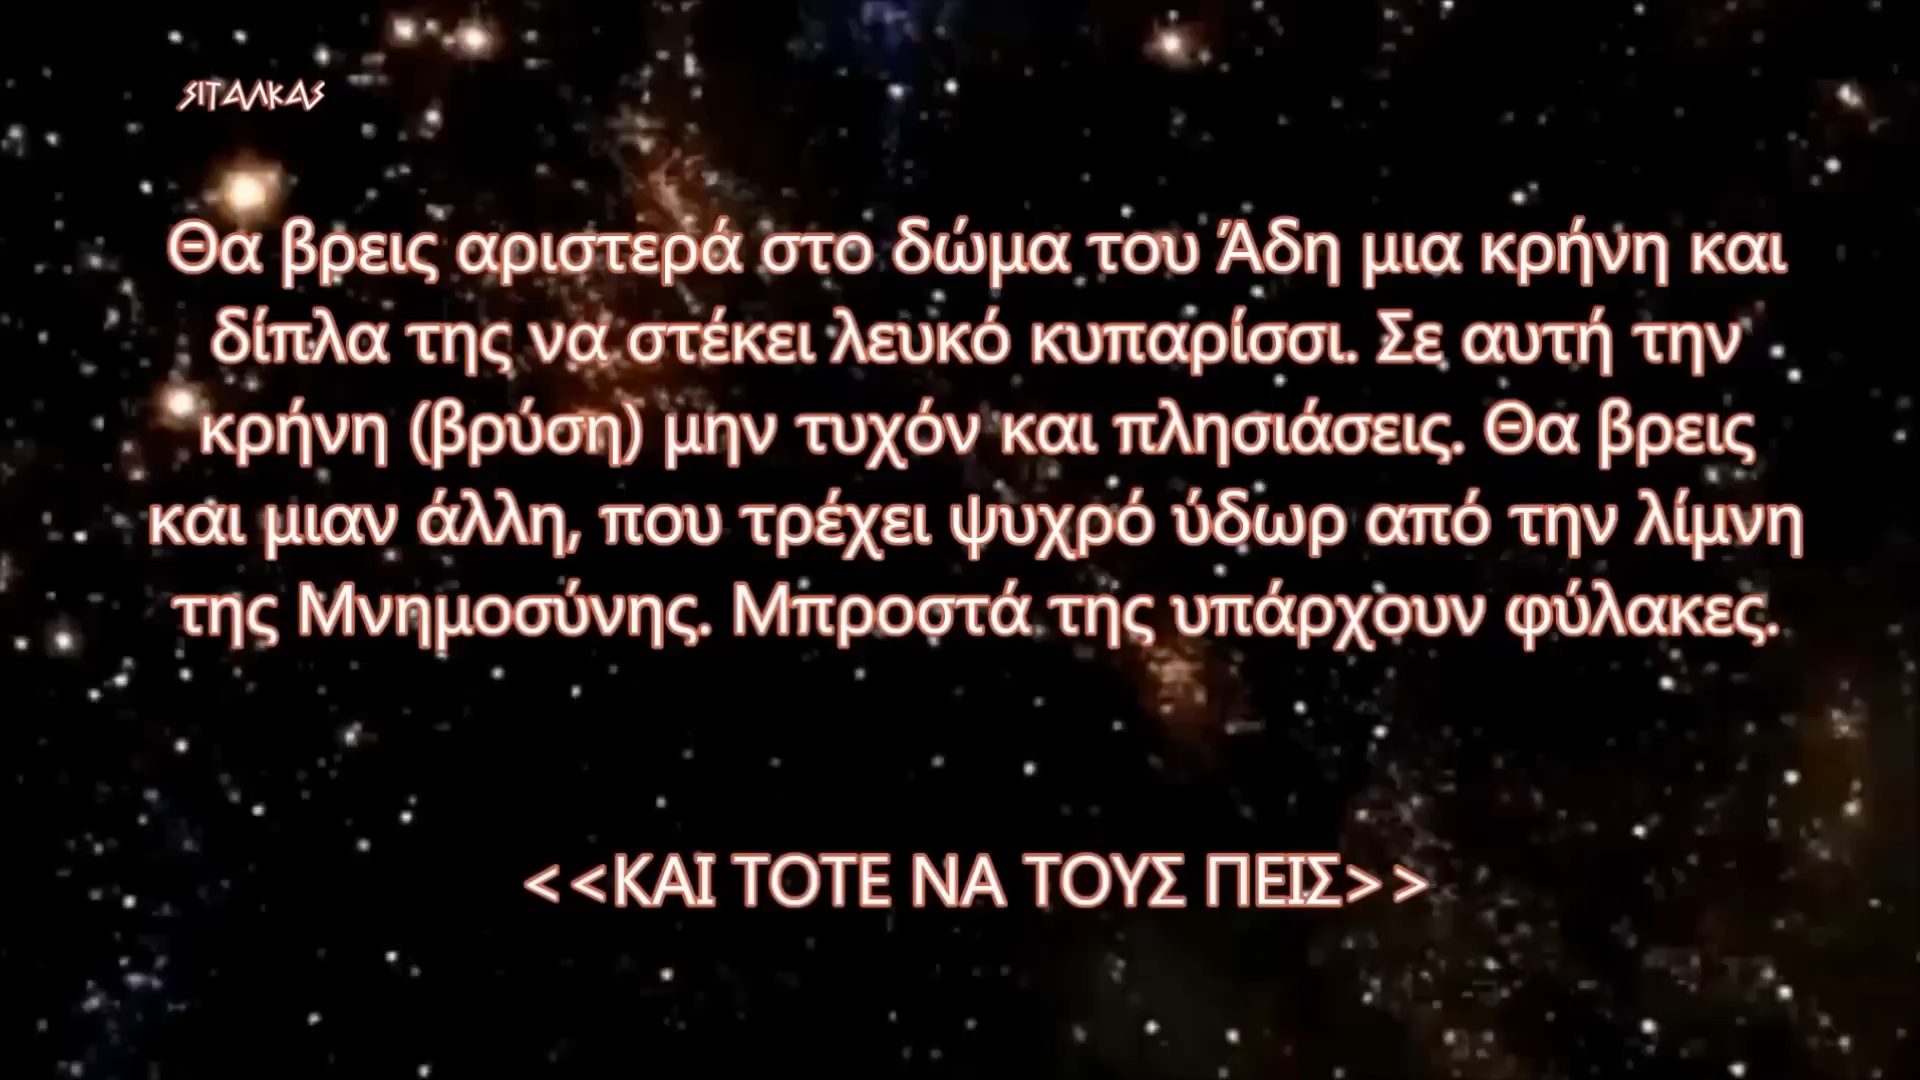 SITALKAS
Θα βρεις αριστερά στο δώμα του Άδη μια κρήνη και
δίπλα της να στέκει λευκό κυπαρίσσι. Σε αυτή την
κρήνη (βρύση) μην τυχόν και πλησιάσεις. Θα βρεις
και μιαν άλλη, που τρέχει ψυχρό ύδωρ από την λίμνη
της Μνημοσύνης. Μπροστά της υπάρχουν φύλακες.
<<ΚΑΙ ΤΟΤΕ ΝΑ ΤΟΥΣ ΠΕΙΣ>>